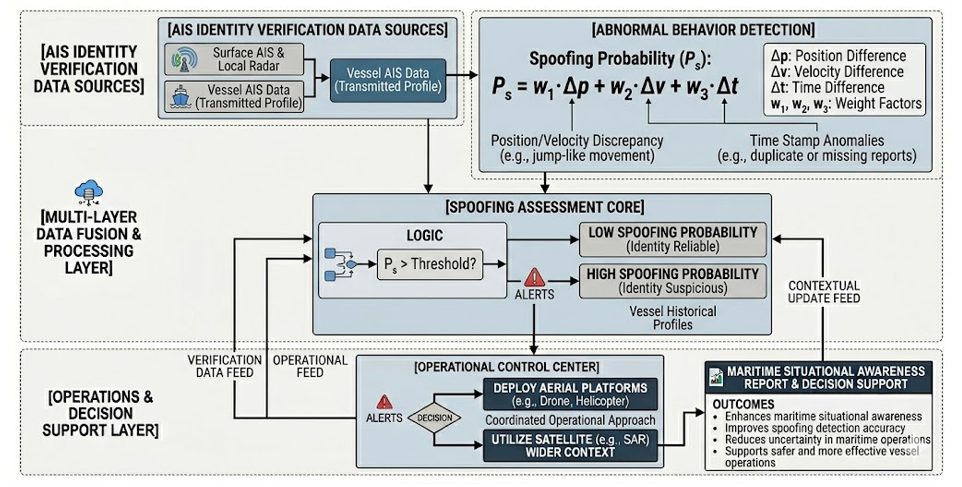 [AIS IDENTITY
VERIFICATION
DATA SOURCES]
[AIS IDENTITY VERIFICATION DATA SOURCES]
Surface AIS &
Local Radar
Vessel AIS Data
(Transmitted Profile)
Vessel AIS Data
(Transmitted Profile)
[ABNORMAL BEHAVIOR DETECTION]
Spoofing Probability (Pₛ):
Pₛ = w₁·Δp + w₂·Δv + w₃·Δt
Δp: Position Difference
Δv: Velocity Difference
Δt: Time Difference
w₁, w₂, w₃: Weight Factors
Position/Velocity Discrepancy
(e.g., jump-like movement)
Time Stamp Anomalies
(e.g., duplicate or missing reports)
[MULTI-LAYER
DATA FUSION &
PROCESSING
LAYER]
[SPOOFING ASSESSMENT CORE]
LOGIC
Pₛ > Threshold?
LOW SPOOFING PROBABILITY
(Identity Reliable)
HIGH SPOOFING PROBABILITY
(Identity Suspicious)
ALERTS
Vessel Historical
Profiles
CONTEXTUAL
UPDATE FEED
VERIFICATION
DATA FEED
OPERATIONAL
FEED
[OPERATIONS &
DECISION
SUPPORT LAYER]
[OPERATIONAL CONTROL CENTER]
ALERTS
DECISION
DEPLOY AERIAL PLATFORMS
(e.g., Drone, Helicopter)
Coordinated Operational Approach
UTILIZE SATELLITE (e.g., SAR)
WIDER CONTEXT
MARITIME SITUATIONAL AWARENESS
REPORT & DECISION SUPPORT
OUTCOMES
• Enhances maritime situational awareness
• Improves spoofing detection accuracy
• Reduces uncertainty in maritime operations
• Supports safer and more effective vessel
operations